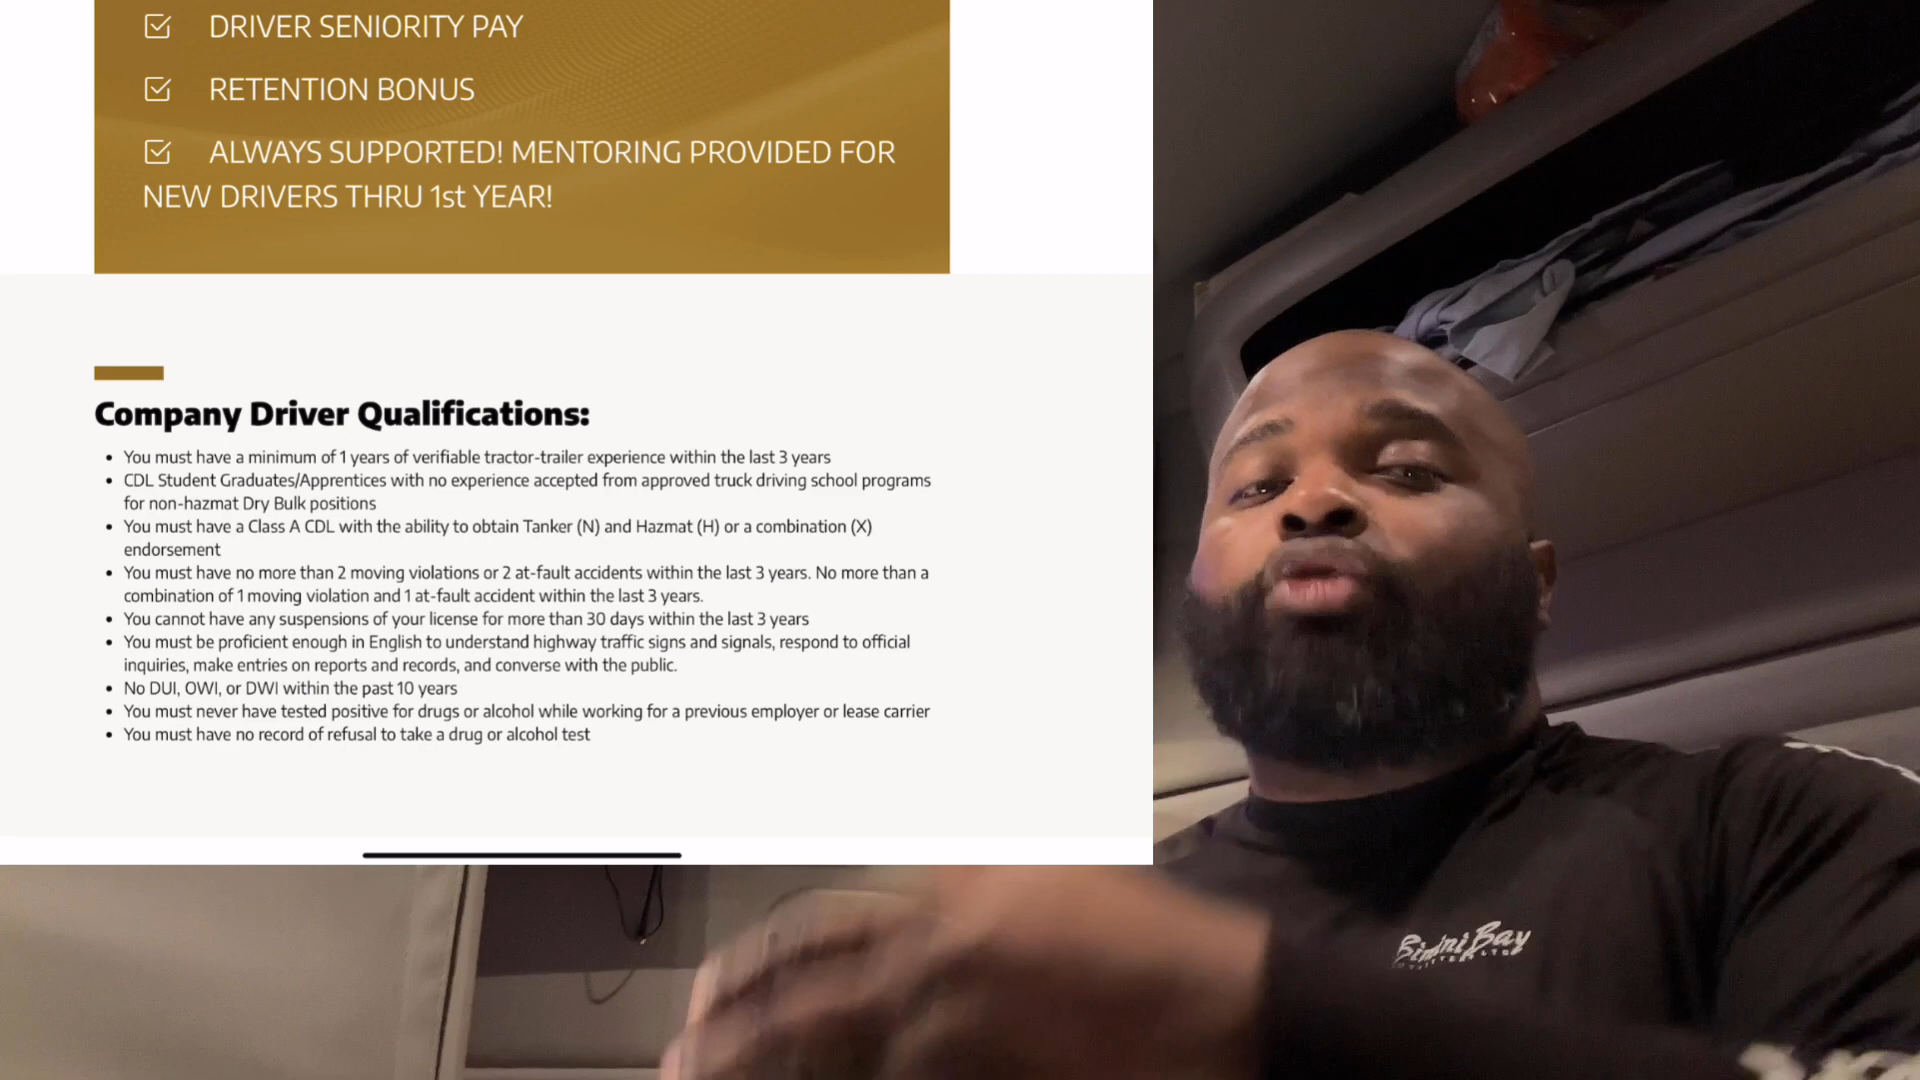 DRIVER SENIORITY PAY
RETENTION BONUS
ALWAYS SUPPORTED! MENTORING PROVIDED FOR
NEW DRIVERS THRU 1st YEAR!
Company Driver Qualifications:
• You must have a minimum of 1 years of verifiable tractor-trailer experience within the last 3 years
• CDL Student Graduates/Apprentices with no experience accepted from approved truck driving school programs
for non-hazmat Dry Bulk positions
• You must have a Class A CDL with the ability to obtain Tanker (N) and Hazmat (H) or a combination (X)
endorsement
• You must have no more than 2 moving violations or 2 at-fault accidents within the last 3 years. No more than a
combination of 1 moving violation and 1 at-fault accident within the last 3 years.
• You cannot have any suspensions of your license for more than 30 days within the last 3 years
• You must be proficient enough in English to understand highway traffic signs and signals, respond to official
inquiries, make entries on reports and records, and converse with the public.
• No DUI, OWI, or DWI within the past 10 years
• You must never have tested positive for drugs or alcohol while working for a previous employer or lease carrier
• You must have no record of refusal to take a drug or alcohol test
Bimini Bay